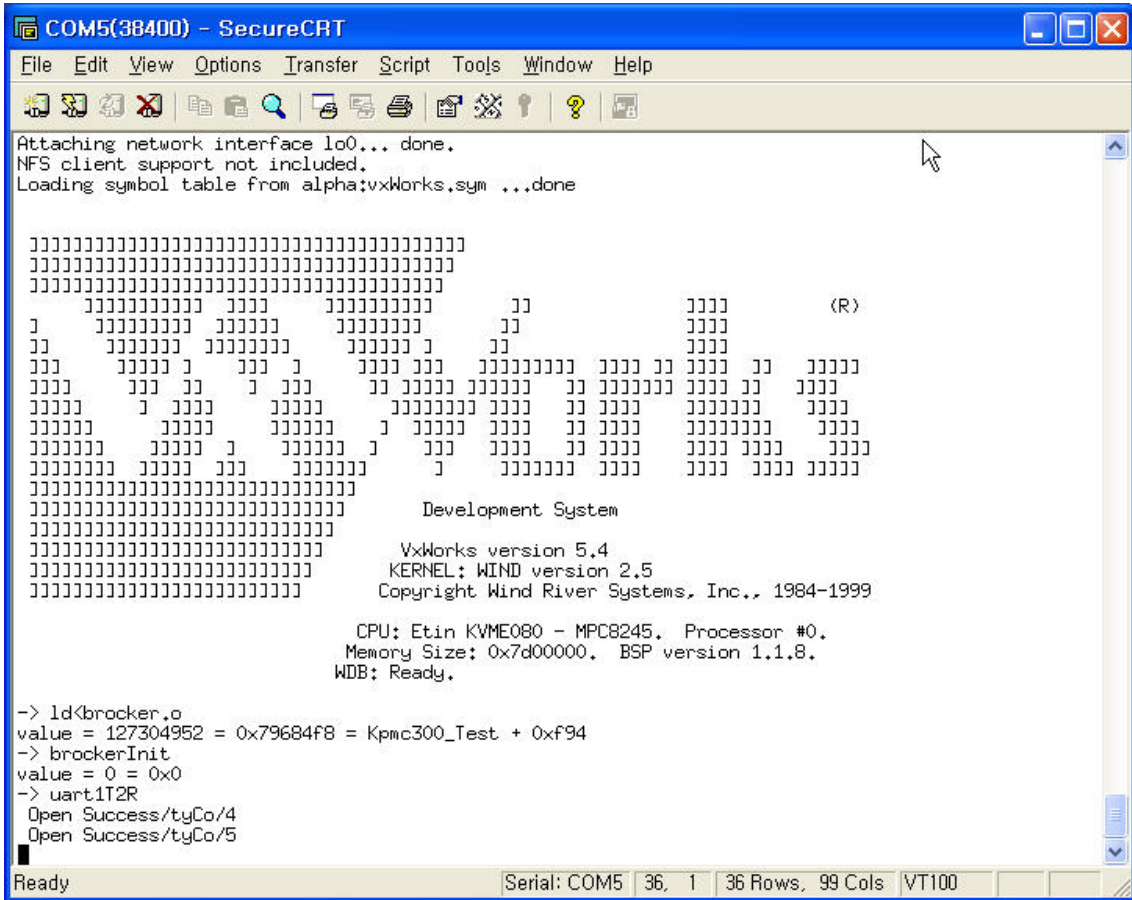 COM5(38400) - SecureCRT
File Edit View Options Transfer Script Tools Window Help
Attaching network interface lo0... done.
NFS client support not included.
Loading symbol table from alpha:vxWorks.sym ...done
VxWorks (R)
Development System
VxWorks version 5.4
KERNEL: WIND version 2.5
Copyright Wind River Systems, Inc., 1984-1999
CPU: Etin KVME080 - MPC8245. Processor #0.
Memory Size: 0x7d00000. BSP version 1.1.8.
WDB: Ready.
-> ld<brocker.o
value = 127304952 = 0x79684f8 = Kpmc300_Test + 0xf94
-> brockerInit
value = 0 = 0x0
-> uart1T2R
Open Success/tyCo/4
Open Success/tyCo/5
Ready Serial: COM5 36, 1 36 Rows, 99 Cols VT100